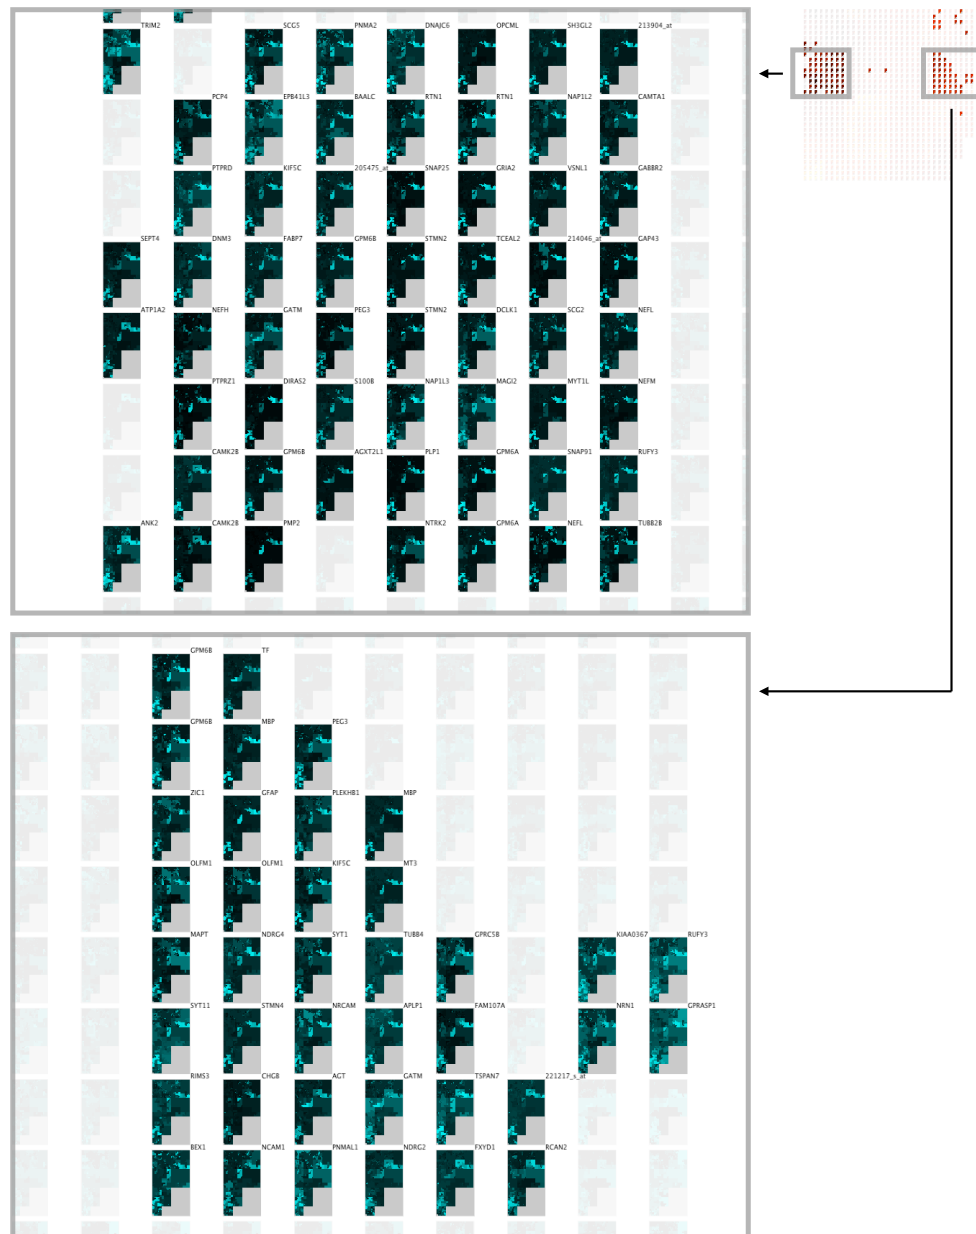 TRIM2 SCG5 PNMA2 DNAJC6 OPCML SH3GL2 213904_at
PCP4 EPB41L3 BAALC RTN1 RTN1 NAP1L2 CAMTA1
PTPRD KIF5C 205475_at SNAP25 GRIA2 VSNL1 GABBR2
SEPT4 DNM3 FABP7 GPM6B STMN2 TCEAL2 214046_at GAP43
ATP1A2 NEFH GATM PEG3 STMN2 DCLK1 SCG2 NEFL
PTPRZ1 DIRAS2 S100B NAP1L3 MAGI2 MYT1L NEFM
CAMK2B GPM6B AGXT2L1 PLP1 GPM6A SNAP91 RUFY3
ANK2 CAMK2B PMP2 NTRK2 GPM6A NEFL TUBB2B
GPM6B TF
GPM6B MBP PEG3
ZIC1 GFAP PLEKHB1 MBP
OLFM1 OLFM1 KIF5C MT3
MAPT NDRG4 SYT1 TUBB4 GPRC5B KIAA0367 RUFY3
SYT11 STMN4 NRCAM APLP1 FAM107A NRN1 GPRASP1
RIMS3 CHGB AGT GATM TSPAN7 221217_s_at
BEX1 NCAM1 PNMAL1 NDRG2 FXYD1 RCAN2